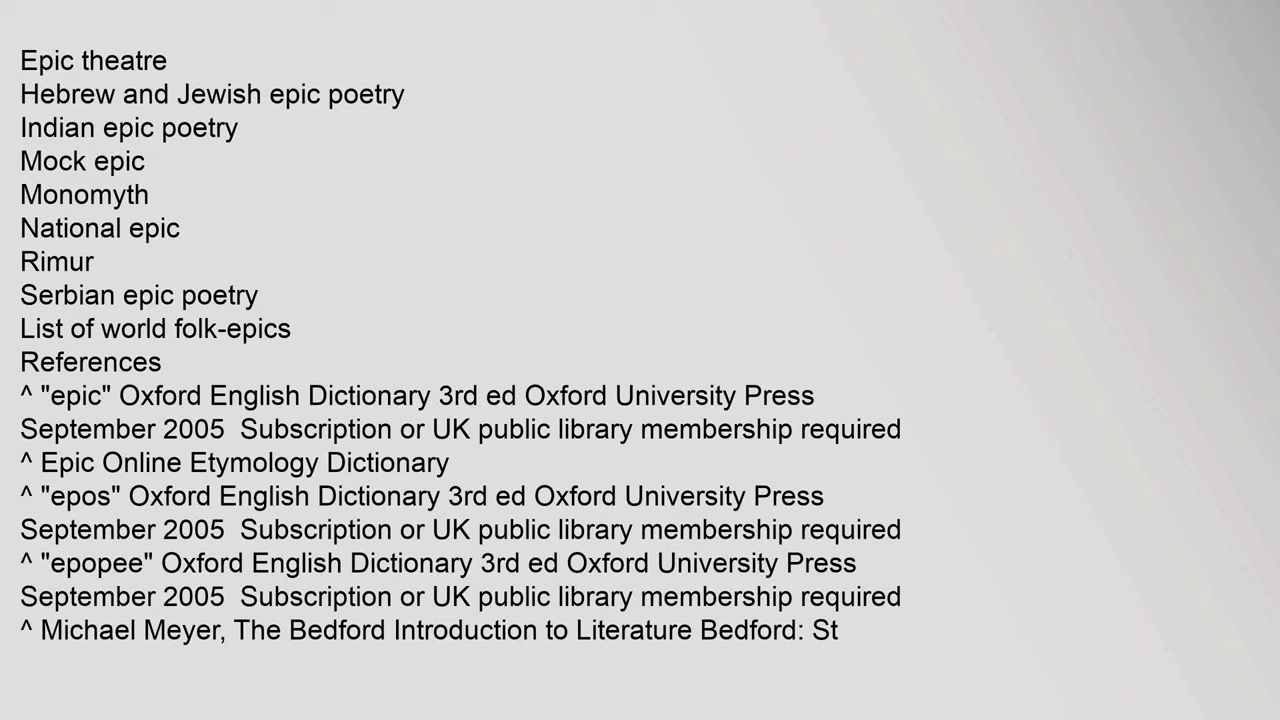 Epic theatre
Hebrew and Jewish epic poetry
Indian epic poetry
Mock epic
Monomyth
National epic
Rimur
Serbian epic poetry
List of world folk-epics
References
^ "epic" Oxford English Dictionary 3rd ed Oxford University Press
September 2005  Subscription or UK public library membership required
^ Epic Online Etymology Dictionary
^ "epos" Oxford English Dictionary 3rd ed Oxford University Press
September 2005  Subscription or UK public library membership required
^ "epopee" Oxford English Dictionary 3rd ed Oxford University Press
September 2005  Subscription or UK public library membership required
^ Michael Meyer, The Bedford Introduction to Literature Bedford: St